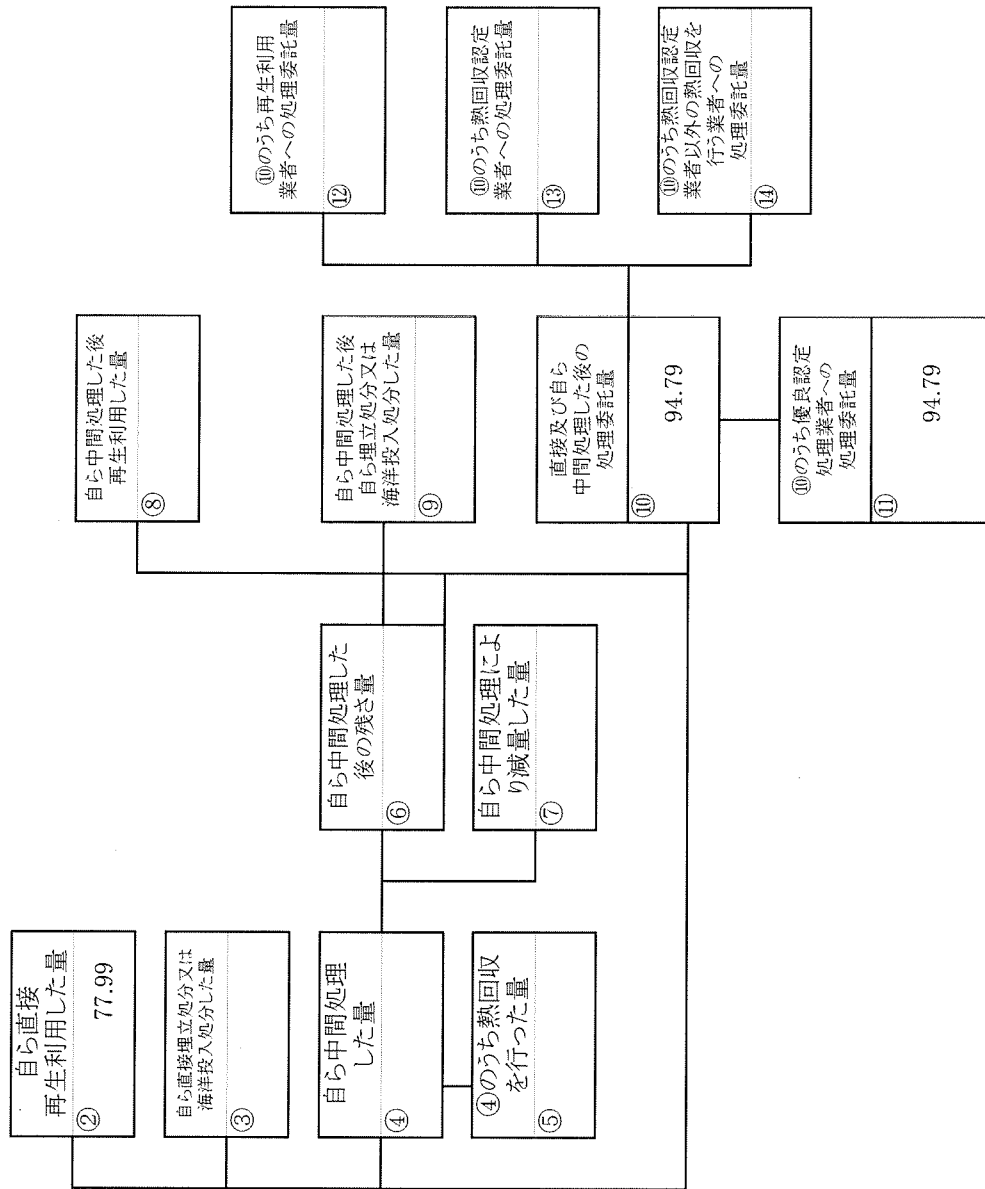 自ら直接
再生利用した量
②
77.99
自ら直接埋立処分又は
海洋投入処分した量
③
自ら中間処理
した量
④
④のうち熱回収
を行った量
⑤
自ら中間処理した
後の残さ量
⑥
自ら中間処理によ
り減量した量
⑦
自ら中間処理した後
再生利用した量
⑧
自ら中間処理した後
自ら埋立処分又は
海洋投入処分した量
⑨
直接及び自ら
中間処理した後の
処理委託量
⑩
94.79
⑩のうち優良認定
処理業者への
処理委託量
⑪
94.79
⑩のうち再生利用
業者への処理委託量
⑫
⑩のうち熱回収認定
業者への処理委託量
⑬
⑩のうち熱回収認定
業者以外の熱回収を
行う業者への
処理委託量
⑭